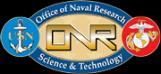 Office of Naval Research
ONR
Science & Technology